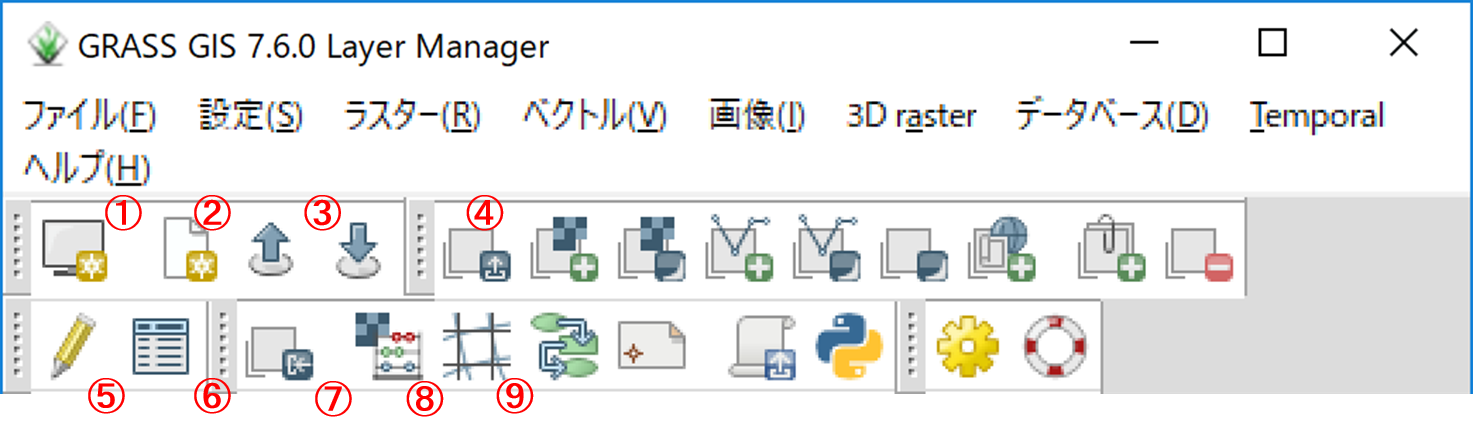 GRASS GIS 7.6.0 Layer Manager
ファイル(F) 設定(S) ラスター(R) ベクトル(V) 画像(I) 3D raster データベース(D) Temporal
ヘルプ(H)
① ② ③ ④
⑤ ⑥ ⑦ ⑧ ⑨